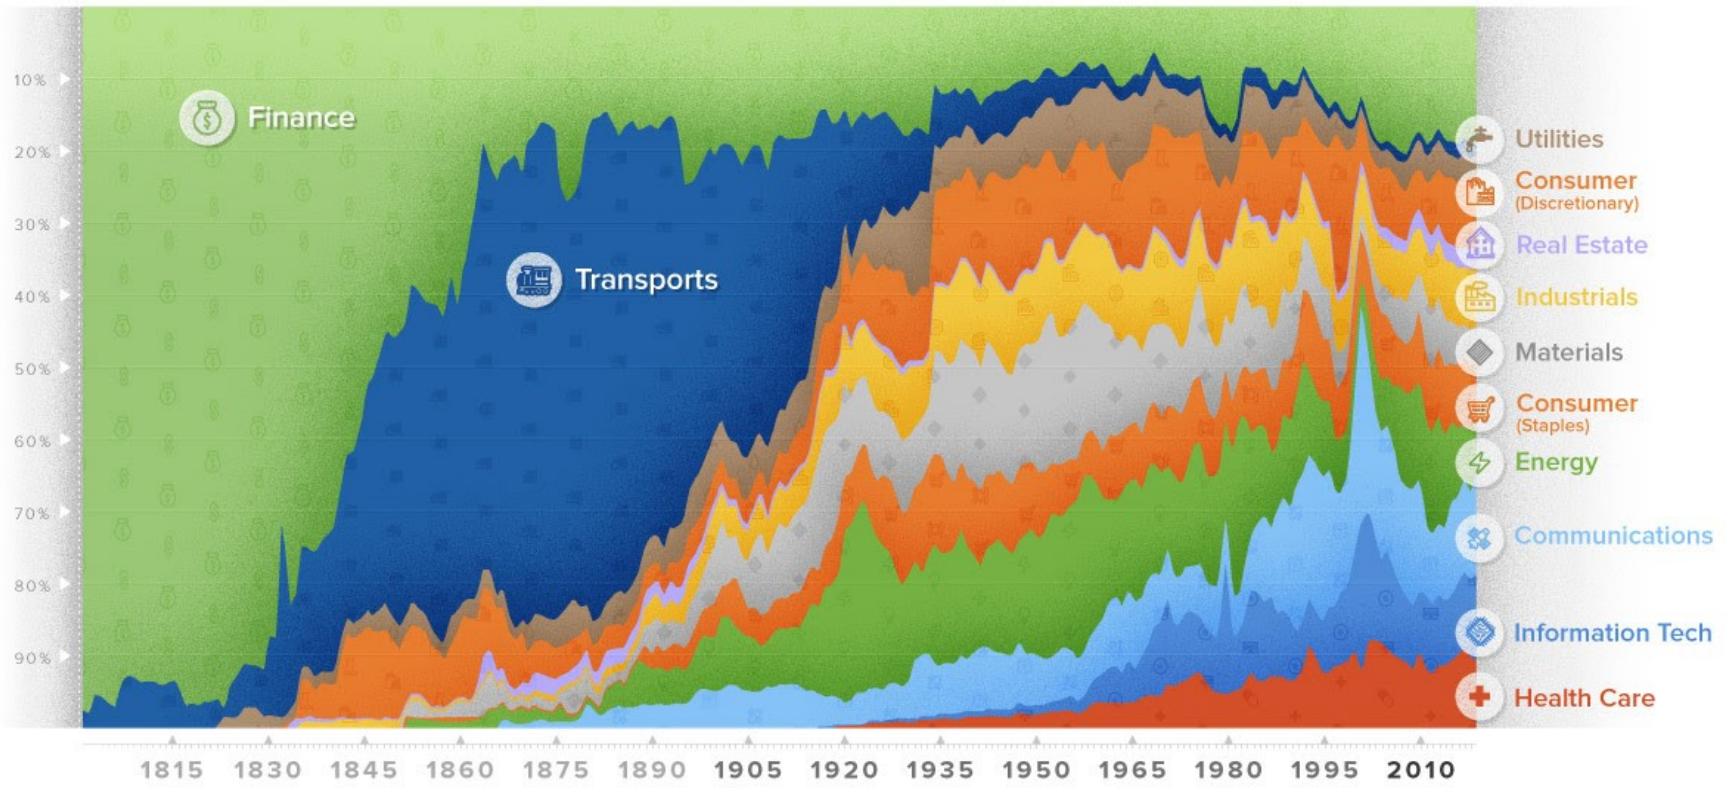 10%
20%
30%
40%
50%
60%
70%
80%
90%
$ Finance
Transports
Utilities
Consumer
(Discretionary)
Real Estate
Industrials
Materials
Consumer
(Staples)
Energy
Communications
Information Tech
Health Care
1815 1830 1845 1860 1875 1890 1905 1920 1935 1950 1965 1980 1995 2010